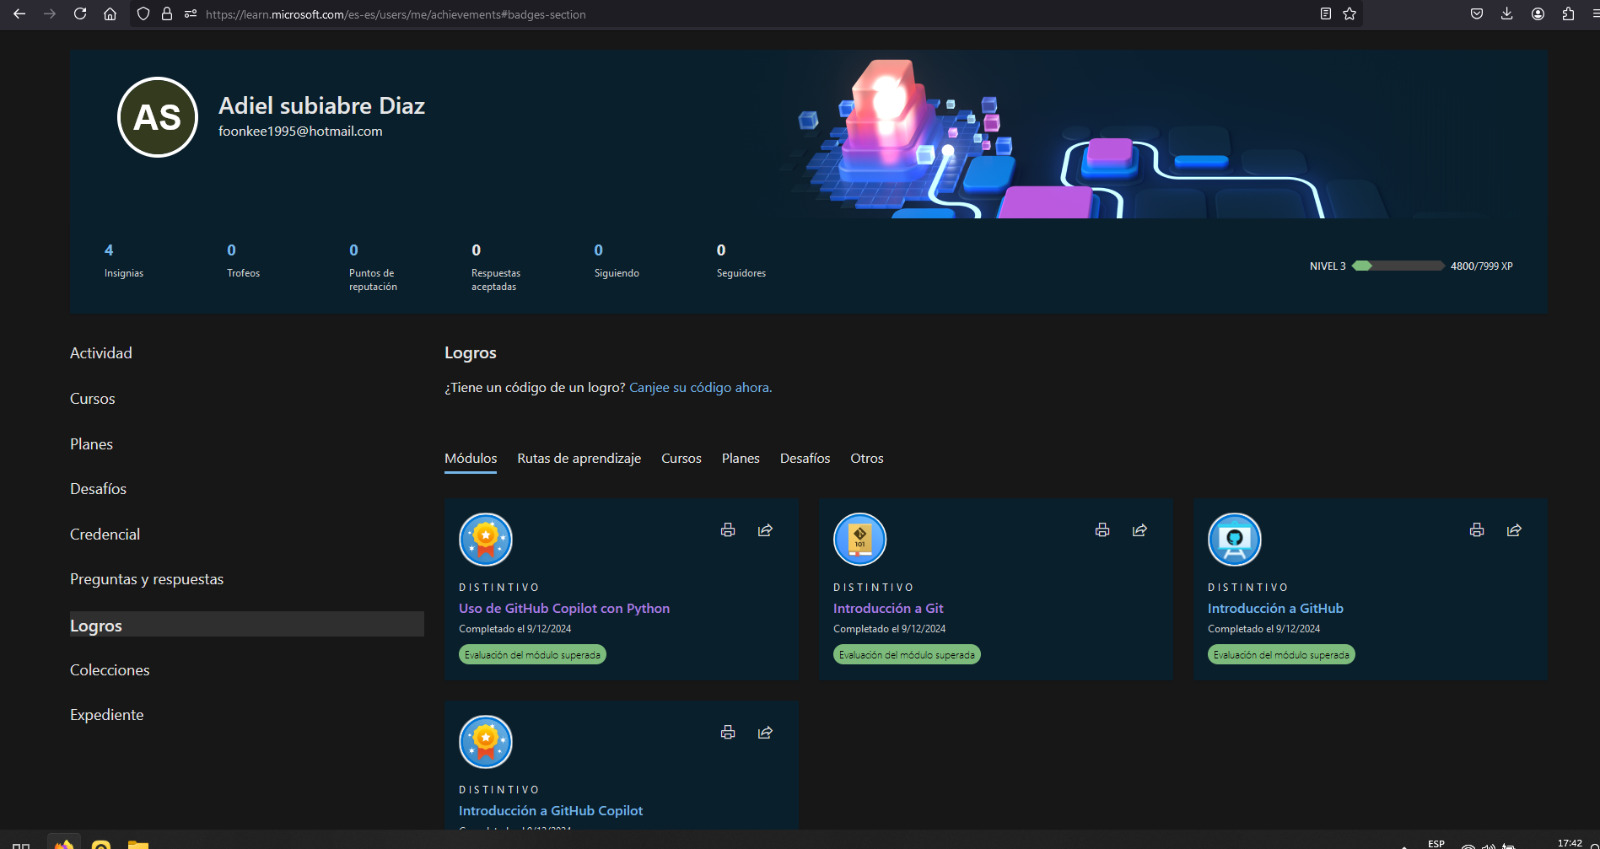 https://learn.microsoft.com/es-es/users/me/achievements#badges-section
AS
Adiel subiabre Diaz
foonkee1995@hotmail.com
4
Insignias
0
Trofeos
0
Puntos de
reputación
0
Respuestas
aceptadas
0
Siguiendo
0
Seguidores
NIVEL 3
4800/7999 XP
Actividad
Cursos
Planes
Desafíos
Credencial
Preguntas y respuestas
Logros
Colecciones
Expediente
Logros
¿Tiene un código de un logro? Canjee su código ahora.
Módulos Rutas de aprendizaje Cursos Planes Desafíos Otros
DISTINTIVO
Uso de GitHub Copilot con Python
Completado el 9/12/2024
Evaluación del módulo superada
101
DISTINTIVO
Introducción a Git
Completado el 9/12/2024
Evaluación del módulo superada
DISTINTIVO
Introducción a GitHub
Completado el 9/12/2024
Evaluación del módulo superada
DISTINTIVO
Introducción a GitHub Copilot
Completado el 9/12/2024
ESP
17:42